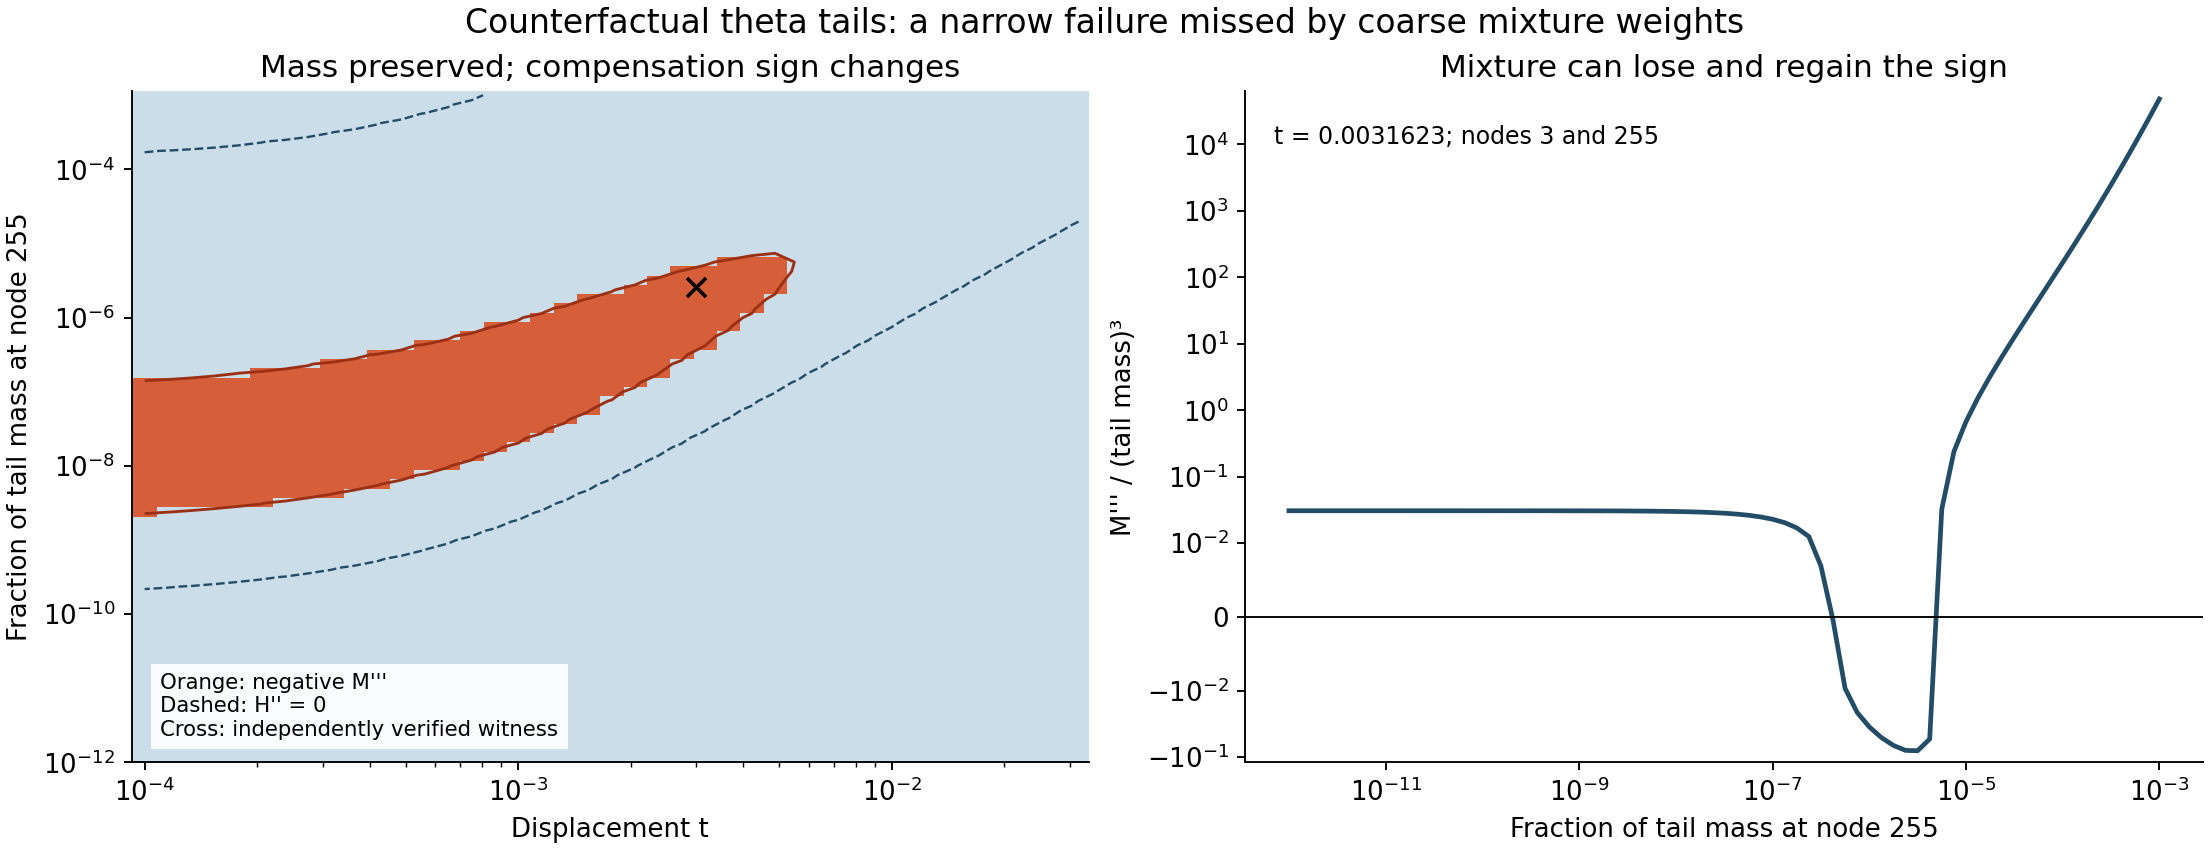 Counterfactual theta tails: a narrow failure missed by coarse mixture weights
Mass preserved; compensation sign changes
Fraction of tail mass at node 255
10⁻⁴
10⁻⁶
10⁻⁸
10⁻¹⁰
10⁻¹²
Orange: negative M'''
Dashed: H'' = 0
Cross: independently verified witness
10⁻⁴
10⁻³
10⁻²
Displacement t
Mixture can lose and regain the sign
t = 0.0031623; nodes 3 and 255
M''' / (tail mass)³
10⁴
10³
10²
10¹
10⁰
10⁻¹
10⁻²
0
−10⁻²
−10⁻¹
10⁻¹¹
10⁻⁹
10⁻⁷
10⁻⁵
10⁻³
Fraction of tail mass at node 255